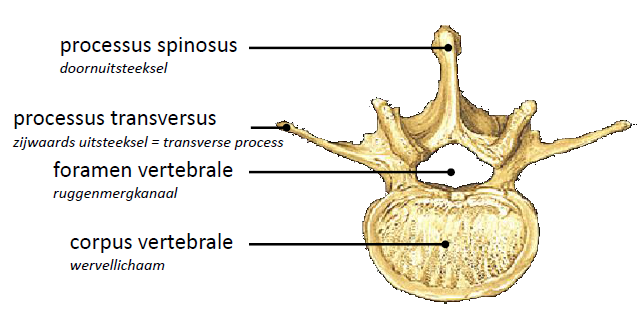 processus spinosus
doornuitsteeksel
processus transversus
zijwaards uitsteeksel = transverse process
foramen vertebrale
ruggenmergkanaal
corpus vertebrale
wervellichaam